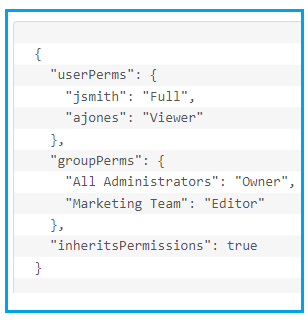 {
"userPerms": {
"jsmith": "Full",
"ajones": "Viewer"
},
"groupPerms": {
"All Administrators": "Owner",
"Marketing Team": "Editor"
},
"inheritsPermissions": true
}